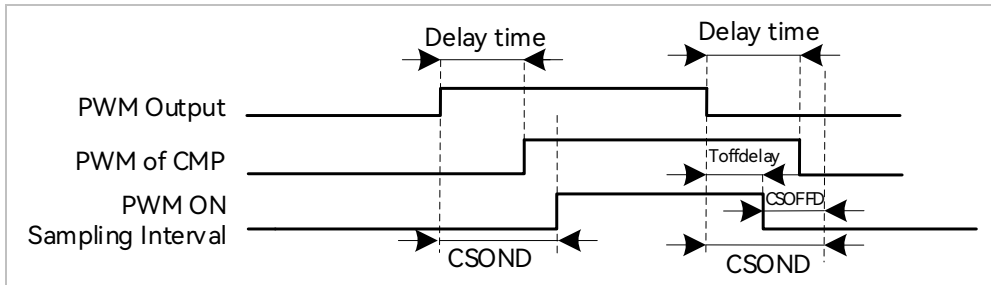 Delay time
Delay time
PWM Output
PWM of CMP
Toffdelay
PWM ON
CSOFFD
Sampling Interval
CSOND
CSOND